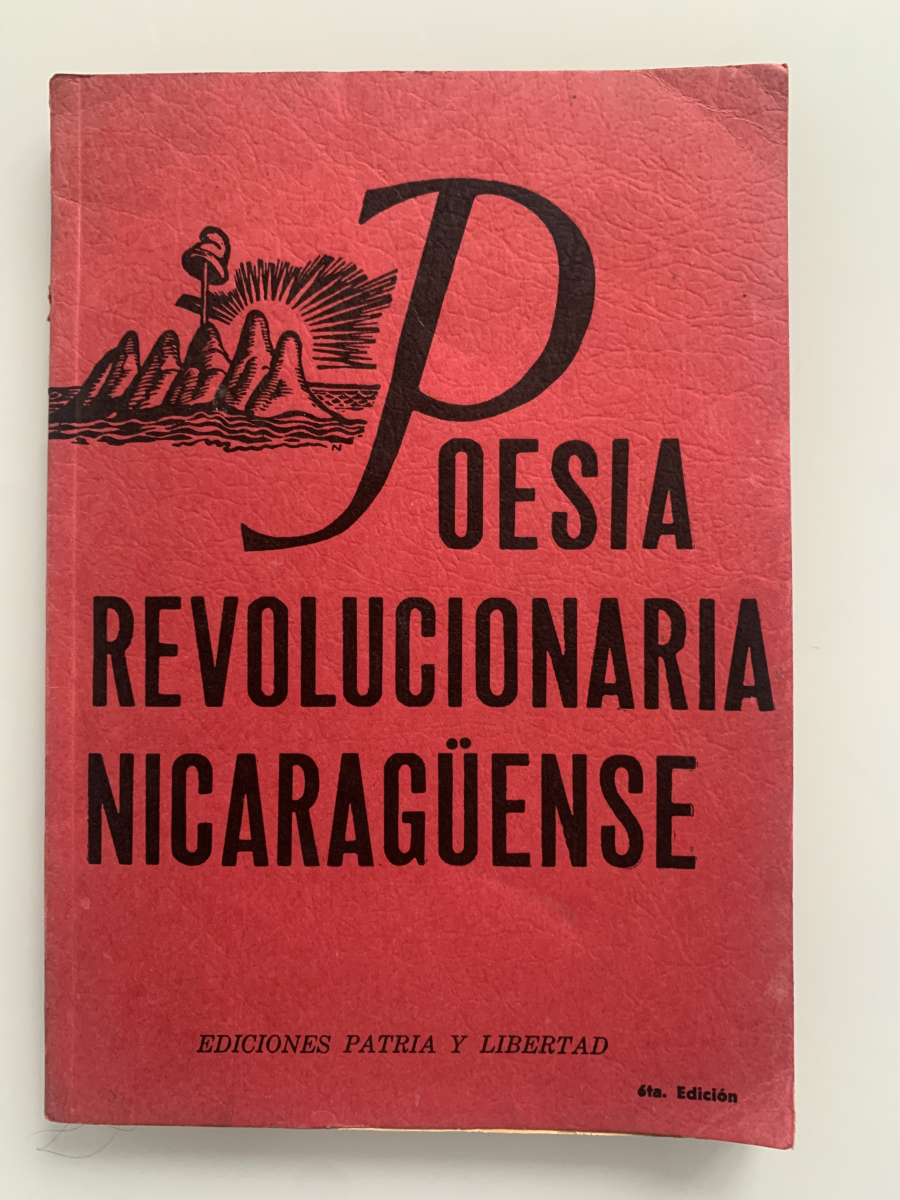 POESIA
REVOLUCIONARIA
NICARAGÜENSE
EDICIONES PATRIA Y LIBERTAD
6ta. Edición